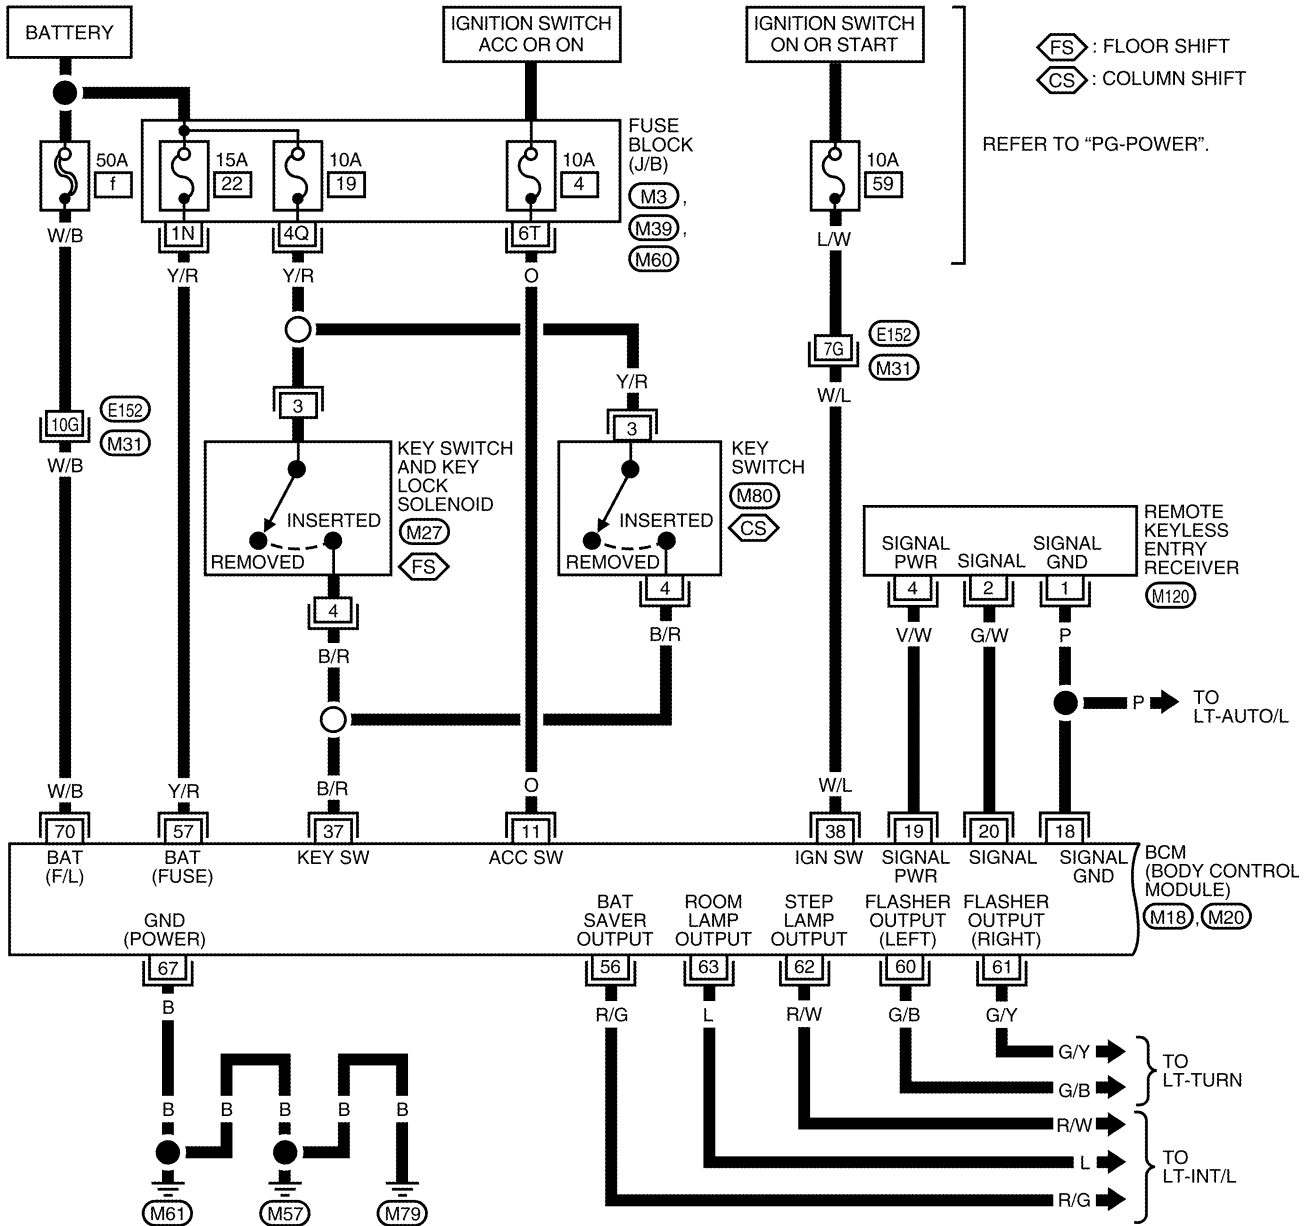 BATTERY
IGNITION SWITCH
ACC OR ON
IGNITION SWITCH
ON OR START
FS : FLOOR SHIFT
CS : COLUMN SHIFT
REFER TO “PG-POWER”.
50A
f
15A
22
10A
19
10A
4
FUSE
BLOCK
(J/B)
M3 ,
M39 ,
M60
10A
59
W/B
1N
4Q
6T
L/W
Y/R
Y/R
O
7G
E152
M31
W/L
Y/R
10G
E152
M31
W/B
3
KEY SWITCH
AND KEY
LOCK
SOLENOID
M27
FS
INSERTED
REMOVED
4
B/R
3
KEY
SWITCH
M80
CS
INSERTED
REMOVED
4
B/R
REMOTE
KEYLESS
ENTRY
RECEIVER
M120
SIGNAL
PWR
SIGNAL
SIGNAL
GND
4
2
1
V/W
G/W
P
P
TO
LT-AUTO/L
W/B
Y/R
B/R
O
W/L
70
57
37
11
38
19
20
18
BAT
(F/L)
BAT
(FUSE)
KEY SW
ACC SW
IGN SW
SIGNAL
PWR
SIGNAL
SIGNAL
GND
BCM
(BODY CONTROL
MODULE)
M18 , M20
GND
(POWER)
BAT
SAVER
OUTPUT
ROOM
LAMP
OUTPUT
STEP
LAMP
OUTPUT
FLASHER
OUTPUT
(LEFT)
FLASHER
OUTPUT
(RIGHT)
67
56
63
62
60
61
B
R/G
L
R/W
G/B
G/Y
G/Y
G/B
TO
LT-TURN
B
B
B
B
B
R/W
L
R/G
TO
LT-INT/L
M61
M57
M79